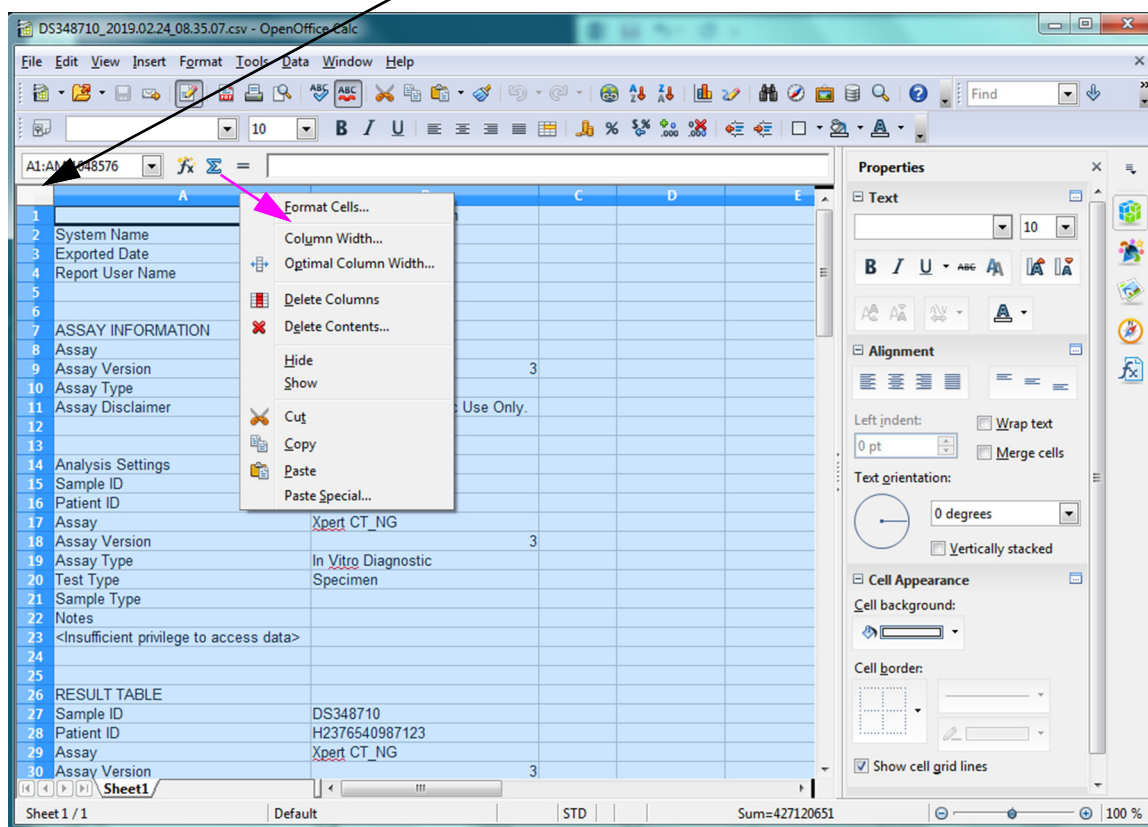 DS348710_2019.02.24_08.35.07.csv - OpenOffice Calc
File Edit View Insert Format Tools Data Window Help
Find
10 B I U
A1:AM 048576
A C D E
1
2 System Name
3 Exported Date
4 Report User Name
5
6
7 ASSAY INFORMATION
8 Assay
9 Assay Version 3
10 Assay Type
11 Assay Disclaimer Use Only.
12
13
14 Analysis Settings
15 Sample ID
16 Patient ID
17 Assay Xpert CT_NG
18 Assay Version 3
19 Assay Type In Vitro Diagnostic
20 Test Type Specimen
21 Sample Type
22 Notes
23 <Insufficient privilege to access data>
24
25
26 RESULT TABLE
27 Sample ID DS348710
28 Patient ID H2376540987123
29 Assay Xpert CT_NG
30 Assay Version 3
Format Cells...
Column Width...
Optimal Column Width...
Delete Columns
Delete Contents...
Hide
Show
Cut
Copy
Paste
Paste Special...
Properties
Text
10
B I U ABC
Alignment
Left indent:
Wrap text
0 pt
Merge cells
Text orientation:
0 degrees
Vertically stacked
Cell Appearance
Cell background:
Cell border:
Show cell grid lines
Sheet1
Sheet 1 / 1 Default STD Sum=427120651 100 %